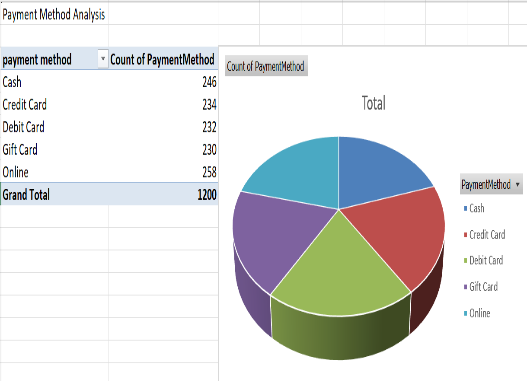 Payment Method Analysis
payment method Count of PaymentMethod
Cash 246
Credit Card 234
Debit Card 232
Gift Card 230
Online 258
Grand Total 1200
Count of PaymentMethod
Total
PaymentMethod
Cash
Credit Card
Debit Card
Gift Card
Online